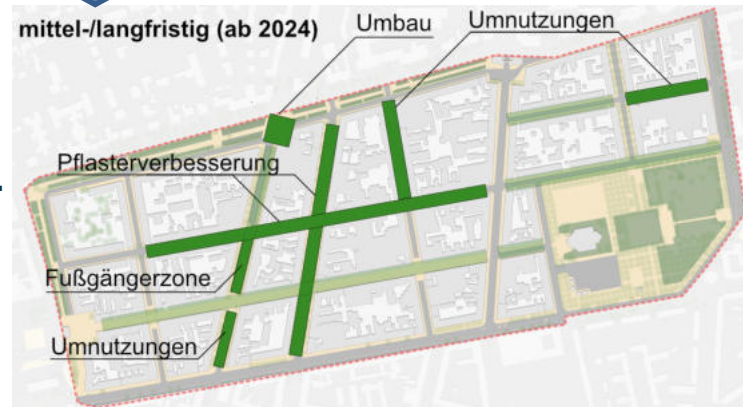 mittel-/langfristig (ab 2024)
Umbau
Umnutzungen
Pflasterverbesserung
Fußgängerzone
Umnutzungen